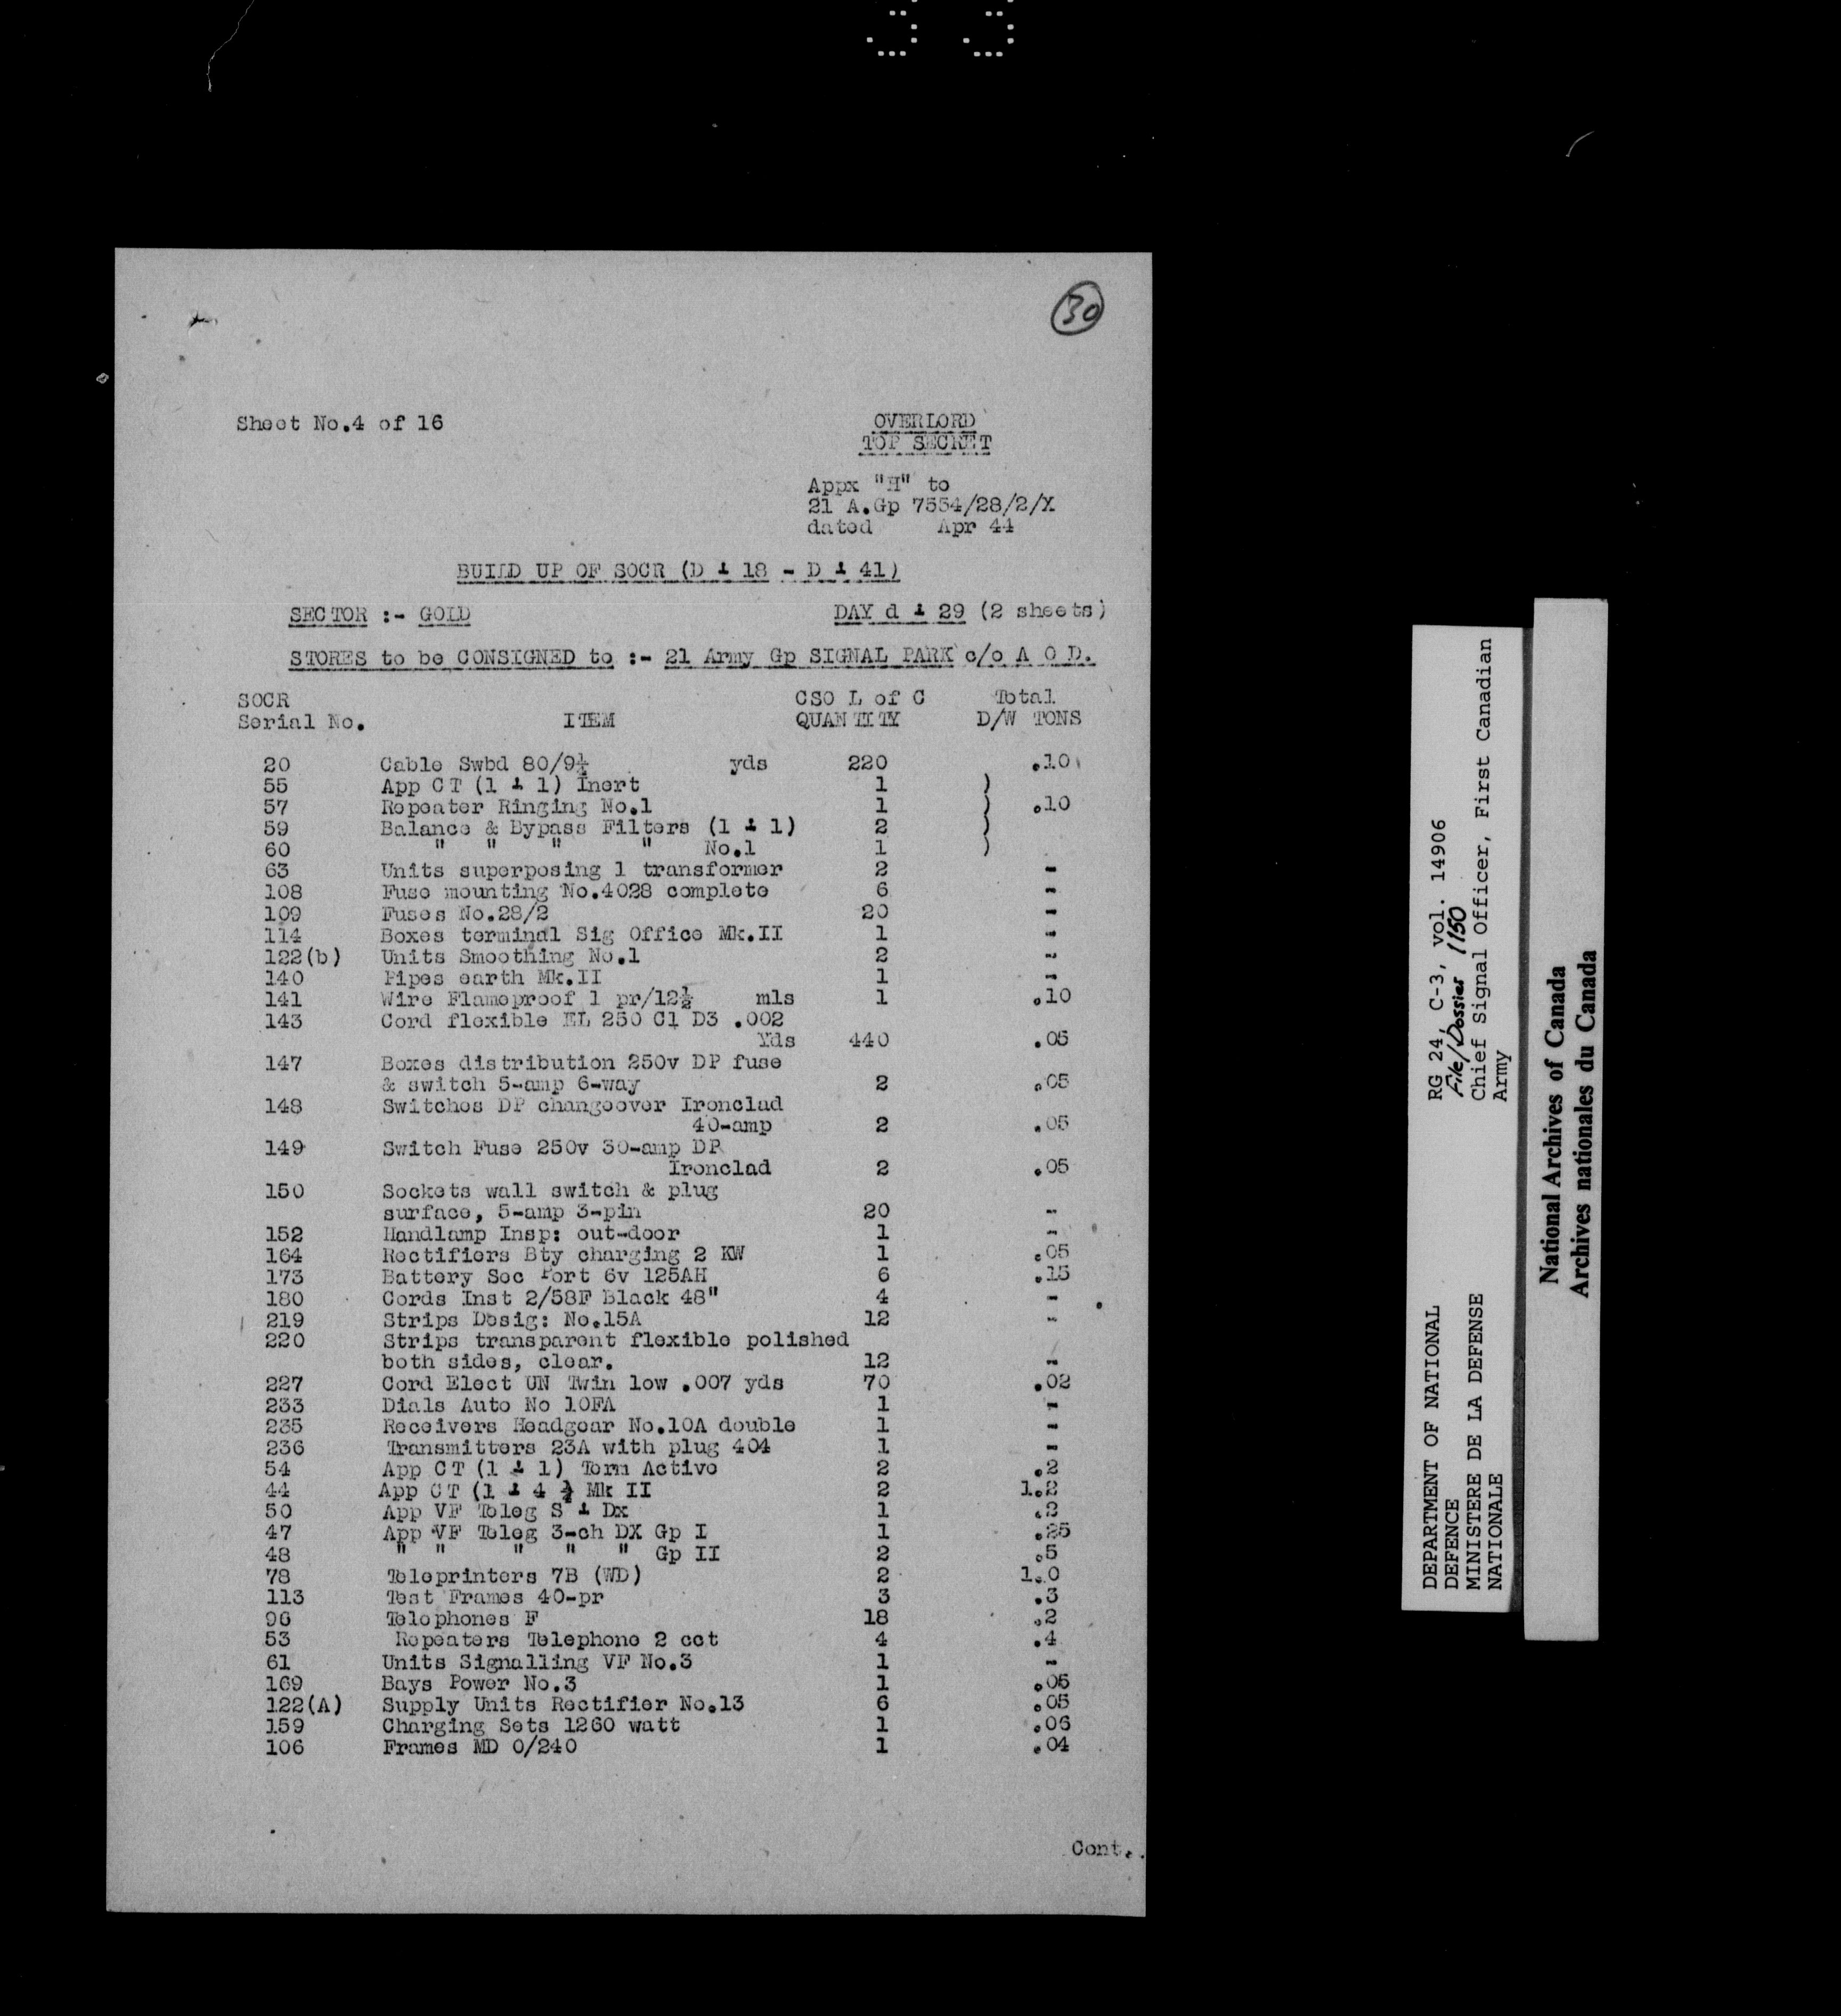 30
Sheet No.4 of 16
OVERLORD
TOP SECRET
Appx "H" to
21 A.Gp 7554/28/2/X
dated Apr 44
BUILD UP OF SOCR (D + 18 - D + 41)
SECTOR :- GOLD DAY d + 29 (2 sheets)
STORES to be CONSIGNED to :- 21 Army Gp SIGNAL PARK c/o A O D.
SOCR CSO L of C Total
Serial No. ITEM QUANTITY D/W TONS
20 Cable Swbd 80/9½ yds 220 .10
55 App CT (1 + 1) Inert 1 )
57 Repeater Ringing No.1 1 ) .10
59 Balance & Bypass Filters (1 + 1) 2 )
60 " " " " No.1 1 )
63 Units superposing 1 transformer 2 -
108 Fuse mounting No.4028 complete 6 -
109 Fuses No.28/2 20 -
114 Boxes terminal Sig Office Mk.II 1 -
122(b) Units Smoothing No.1 2 -
140 Pipes earth Mk.II 1 -
141 Wire Flameproof 1 pr/12½ mls 1 .10
143 Cord flexible EL 250 Cl D3 .002
Yds 440 .05
147 Boxes distribution 250v DP fuse
& switch 5-amp 6-way 2 .05
148 Switches DP changeover Ironclad
40-amp 2 .05
149 Switch Fuse 250v 30-amp DP
Ironclad 2 .05
150 Sockets wall switch & plug
surface, 5-amp 3-pin 20 -
152 Handlamp Insp: out-door 1 -
164 Rectifiers Bty charging 2 KW 1 .05
173 Battery Sec Port 6v 125AH 6 .15
180 Cords Inst 2/58F Black 48" 4 -
219 Strips Desig: No.15A 12 -
220 Strips transparent flexible polished
both sides, clear. 12 -
227 Cord Elect UN Twin low .007 yds 70 .02
233 Dials Auto No 10FA 1 -
235 Receivers Headgear No.10A double 1 -
236 Transmitters 23A with plug 404 1 -
54 App CT (1 + 1) Term Active 2 .2
44 App CT (1 + 4 ) Mk II 2 1.2
50 App VF Teleg S + Dx 1 .2
47 App VF Teleg 3-ch DX Gp I 1 .25
48 " " " " " Gp II 2 .5
78 Teleprinters 7B (WD) 2 1.0
113 Test Frames 40-pr 3 .3
96 Telephones F 18 .2
53 Repeaters Telephone 2 cct 4 .4
61 Units Signalling VF No.3 1 -
169 Bays Power No.3 1 .05
122(A) Supply Units Rectifier No.13 6 .05
159 Charging Sets 1260 watt 1 .06
106 Frames MD 0/240 1 .04
Cont.
DEPARTMENT OF NATIONAL
DEFENCE
MINISTERE DE LA DEFENSE
NATIONALE
RG 24, C-3, vol. 14906
File/Dossier 1150
Chief Signal Officer, First Canadian
Army
National Archives of Canada
Archives nationales du Canada